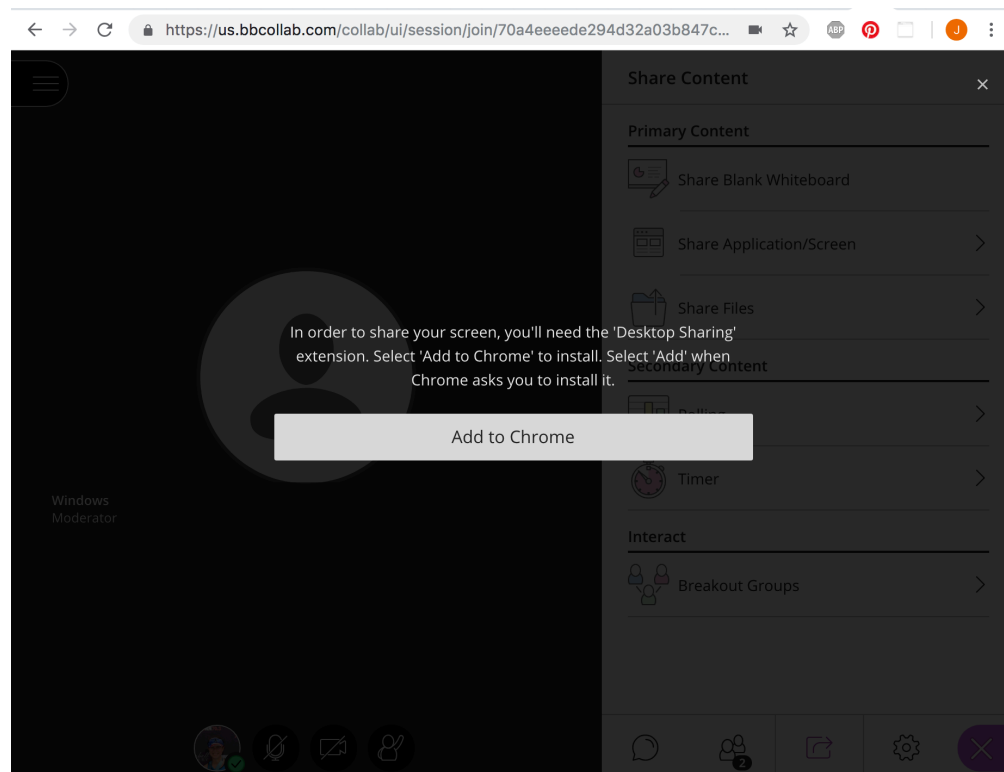 https://us.bbcollab.com/collab/ui/session/join/70a4eeeede294d32a03b847c...
ABP
J
Share Content
Primary Content
Share Blank Whiteboard
Share Application/Screen
Share Files
In order to share your screen, you'll need the 'Desktop Sharing'
extension. Select 'Add to Chrome' to install. Select 'Add' when
Chrome asks you to install it.
Secondary Content
Polling
Add to Chrome
Timer
Windows
Moderator
Interact
Breakout Groups
2